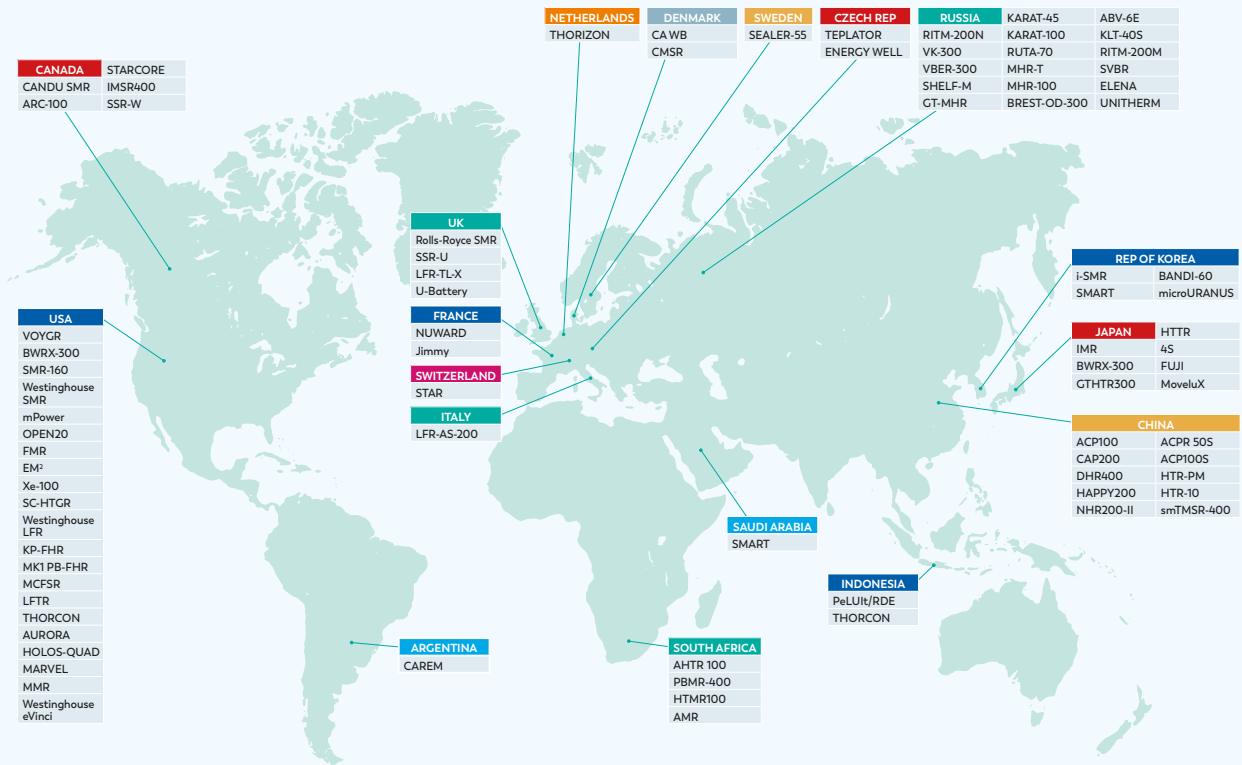 NETHERLANDS
THORIZON
DENMARK
CA WB
CMSR
SWEDEN
SEALER-55
CZECH REP
TEPLATOR
ENERGY WELL
RUSSIA KARAT-45 ABV-6E
RITM-200N KARAT-100 KLT-40S
VK-300 RUTA-70 RITM-200M
VBER-300 MHR-T SVBR
SHELF-M MHR-100 ELENA
GT-MHR BREST-OD-300 UNITHERM
CANADA STARCORE
CANDU SMR IMSR400
ARC-100 SSR-W
UK
Rolls-Royce SMR
SSR-U
LFR-TL-X
U-Battery
FRANCE
NUWARD
Jimmy
SWITZERLAND
STAR
ITALY
LFR-AS-200
REP OF KOREA
i-SMR BANDI-60
SMART microURANUS
JAPAN HTTR
IMR 4S
BWRX-300 FUJI
GTHTR300 MoveluX
CHINA
ACP100 ACPR 50S
CAP200 ACP100S
DHR400 HTR-PM
HAPPY200 HTR-10
NHR200-II smTMSR-400
USA
VOYGR
BWRX-300
SMR-160
Westinghouse
SMR
mPower
OPEN20
FMR
EM²
Xe-100
SC-HTGR
Westinghouse
LFR
KP-FHR
MK1 PB-FHR
MCFSR
LFTR
THORCON
AURORA
HOLOS-QUAD
MARVEL
MMR
Westinghouse
eVinci
SAUDI ARABIA
SMART
INDONESIA
PeLUIt/RDE
THORCON
ARGENTINA
CAREM
SOUTH AFRICA
AHTR 100
PBMR-400
HTMR100
AMR